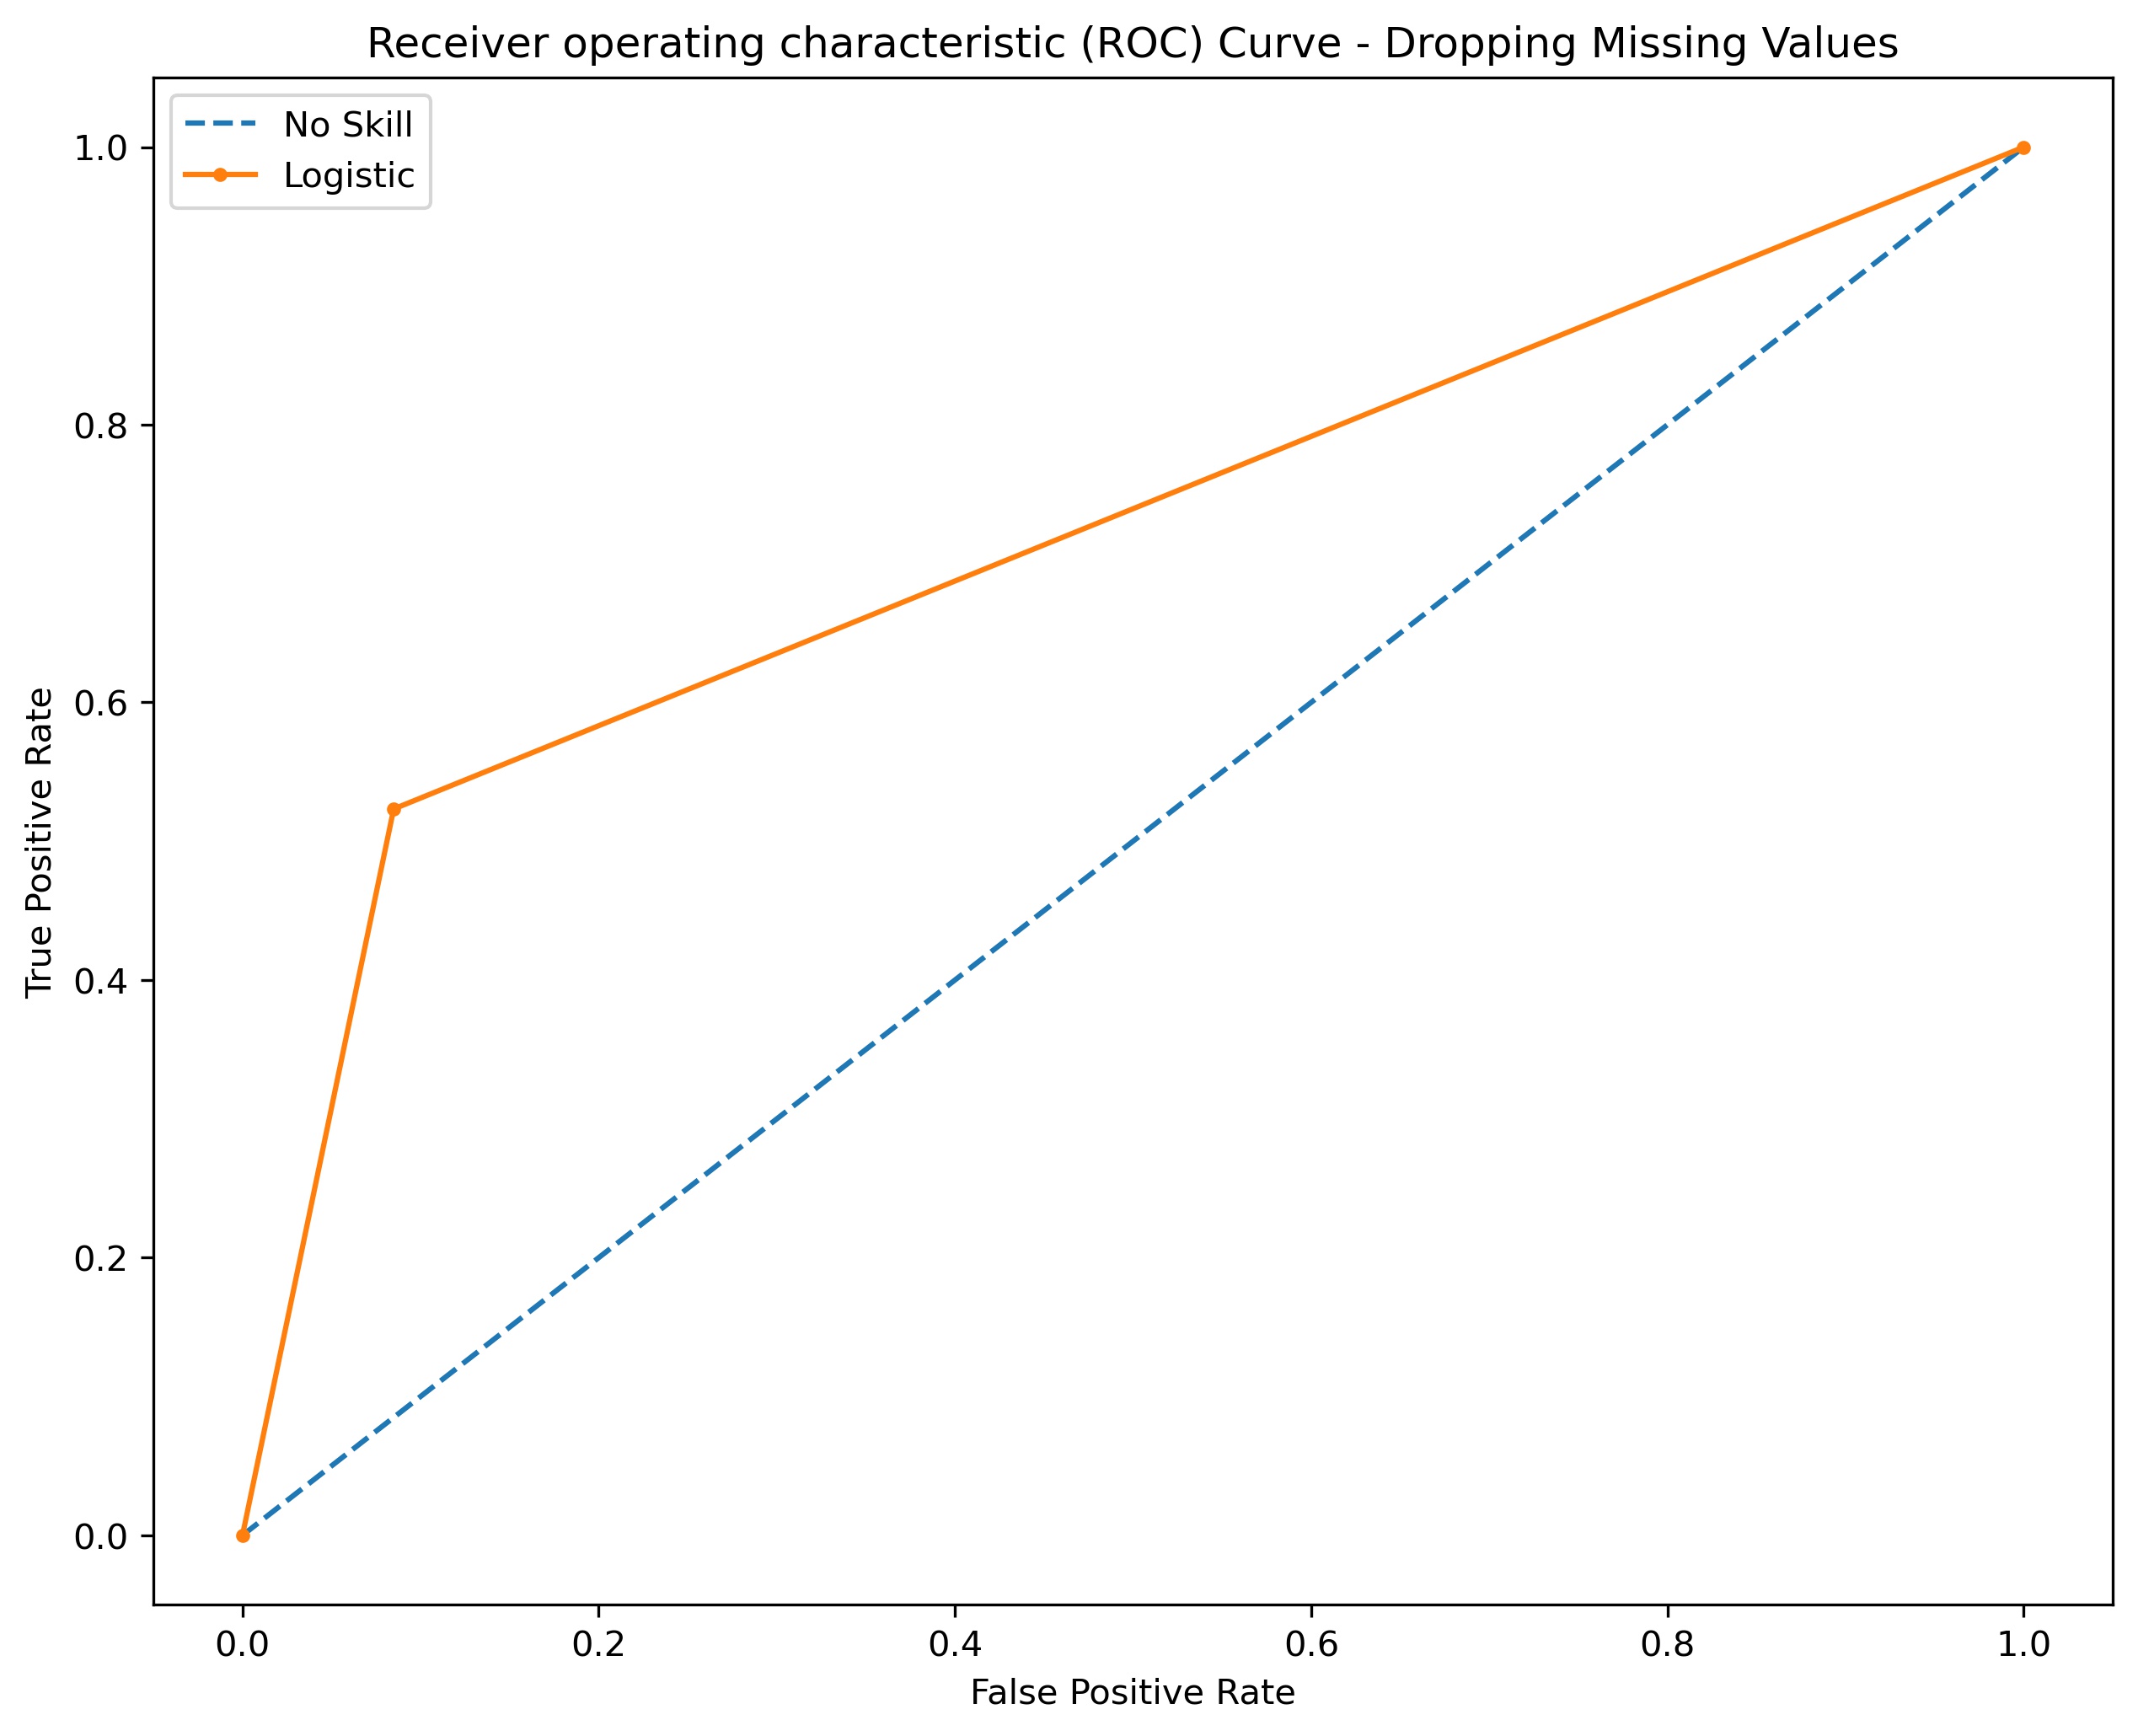 Receiver operating characteristic (ROC) Curve - Dropping Missing Values
No Skill
Logistic
True Positive Rate
1.0
0.8
0.6
0.4
0.2
0.0
0.0 0.2 0.4 0.6 0.8 1.0
False Positive Rate